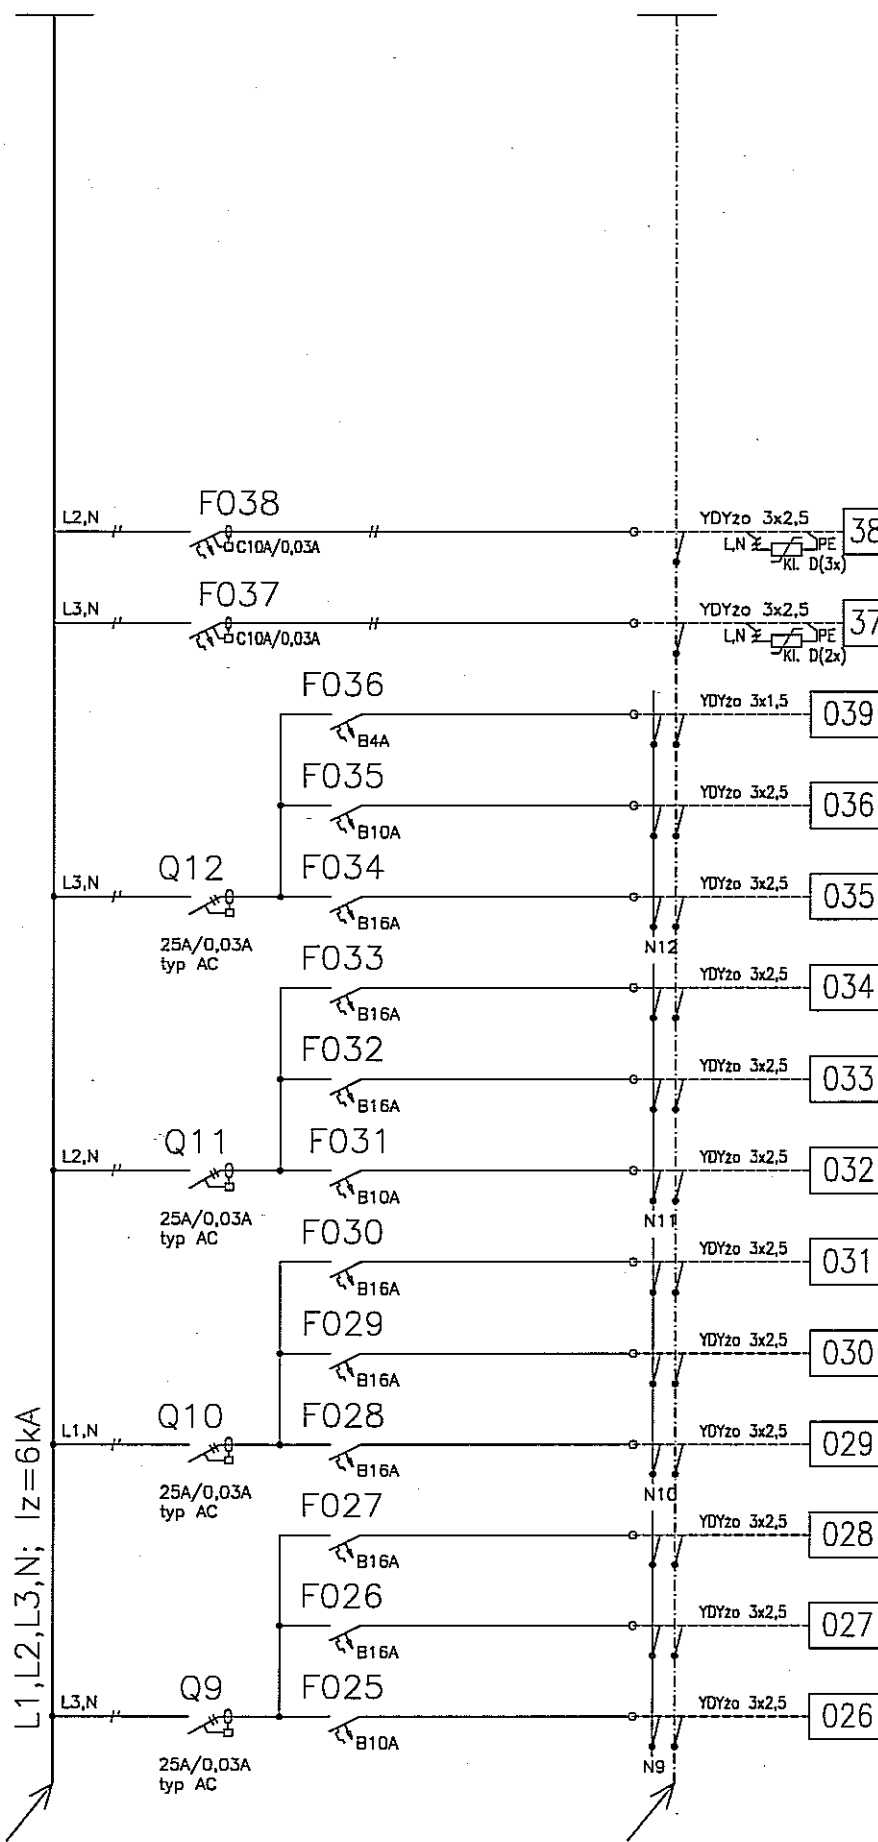 F038
L2,N
YDYżo 3x2,5
38
C10A/0,03A
L,N
PE
Kl. D(3x)
F037
L3,N
YDYżo 3x2,5
37
C10A/0,03A
L,N
PE
Kl. D(2x)
F036
YDYżo 3x1,5
039
B4A
F035
YDYżo 3x2,5
036
B10A
Q12
F034
L3,N
YDYżo 3x2,5
035
B16A
25A/0,03A
typ AC
N12
F033
YDYżo 3x2,5
034
B16A
F032
YDYżo 3x2,5
033
B16A
Q11
F031
L2,N
YDYżo 3x2,5
032
B10A
25A/0,03A
typ AC
N11
F030
YDYżo 3x2,5
031
B16A
F029
YDYżo 3x2,5
030
B16A
Q10
F028
L1,N
YDYżo 3x2,5
029
B16A
25A/0,03A
typ AC
N10
F027
YDYżo 3x2,5
028
B16A
F026
YDYżo 3x2,5
027
B16A
Q9
F025
L3,N
YDYżo 3x2,5
026
B10A
25A/0,03A
typ AC
N9
L1,L2,L3,N; Iz=6kA